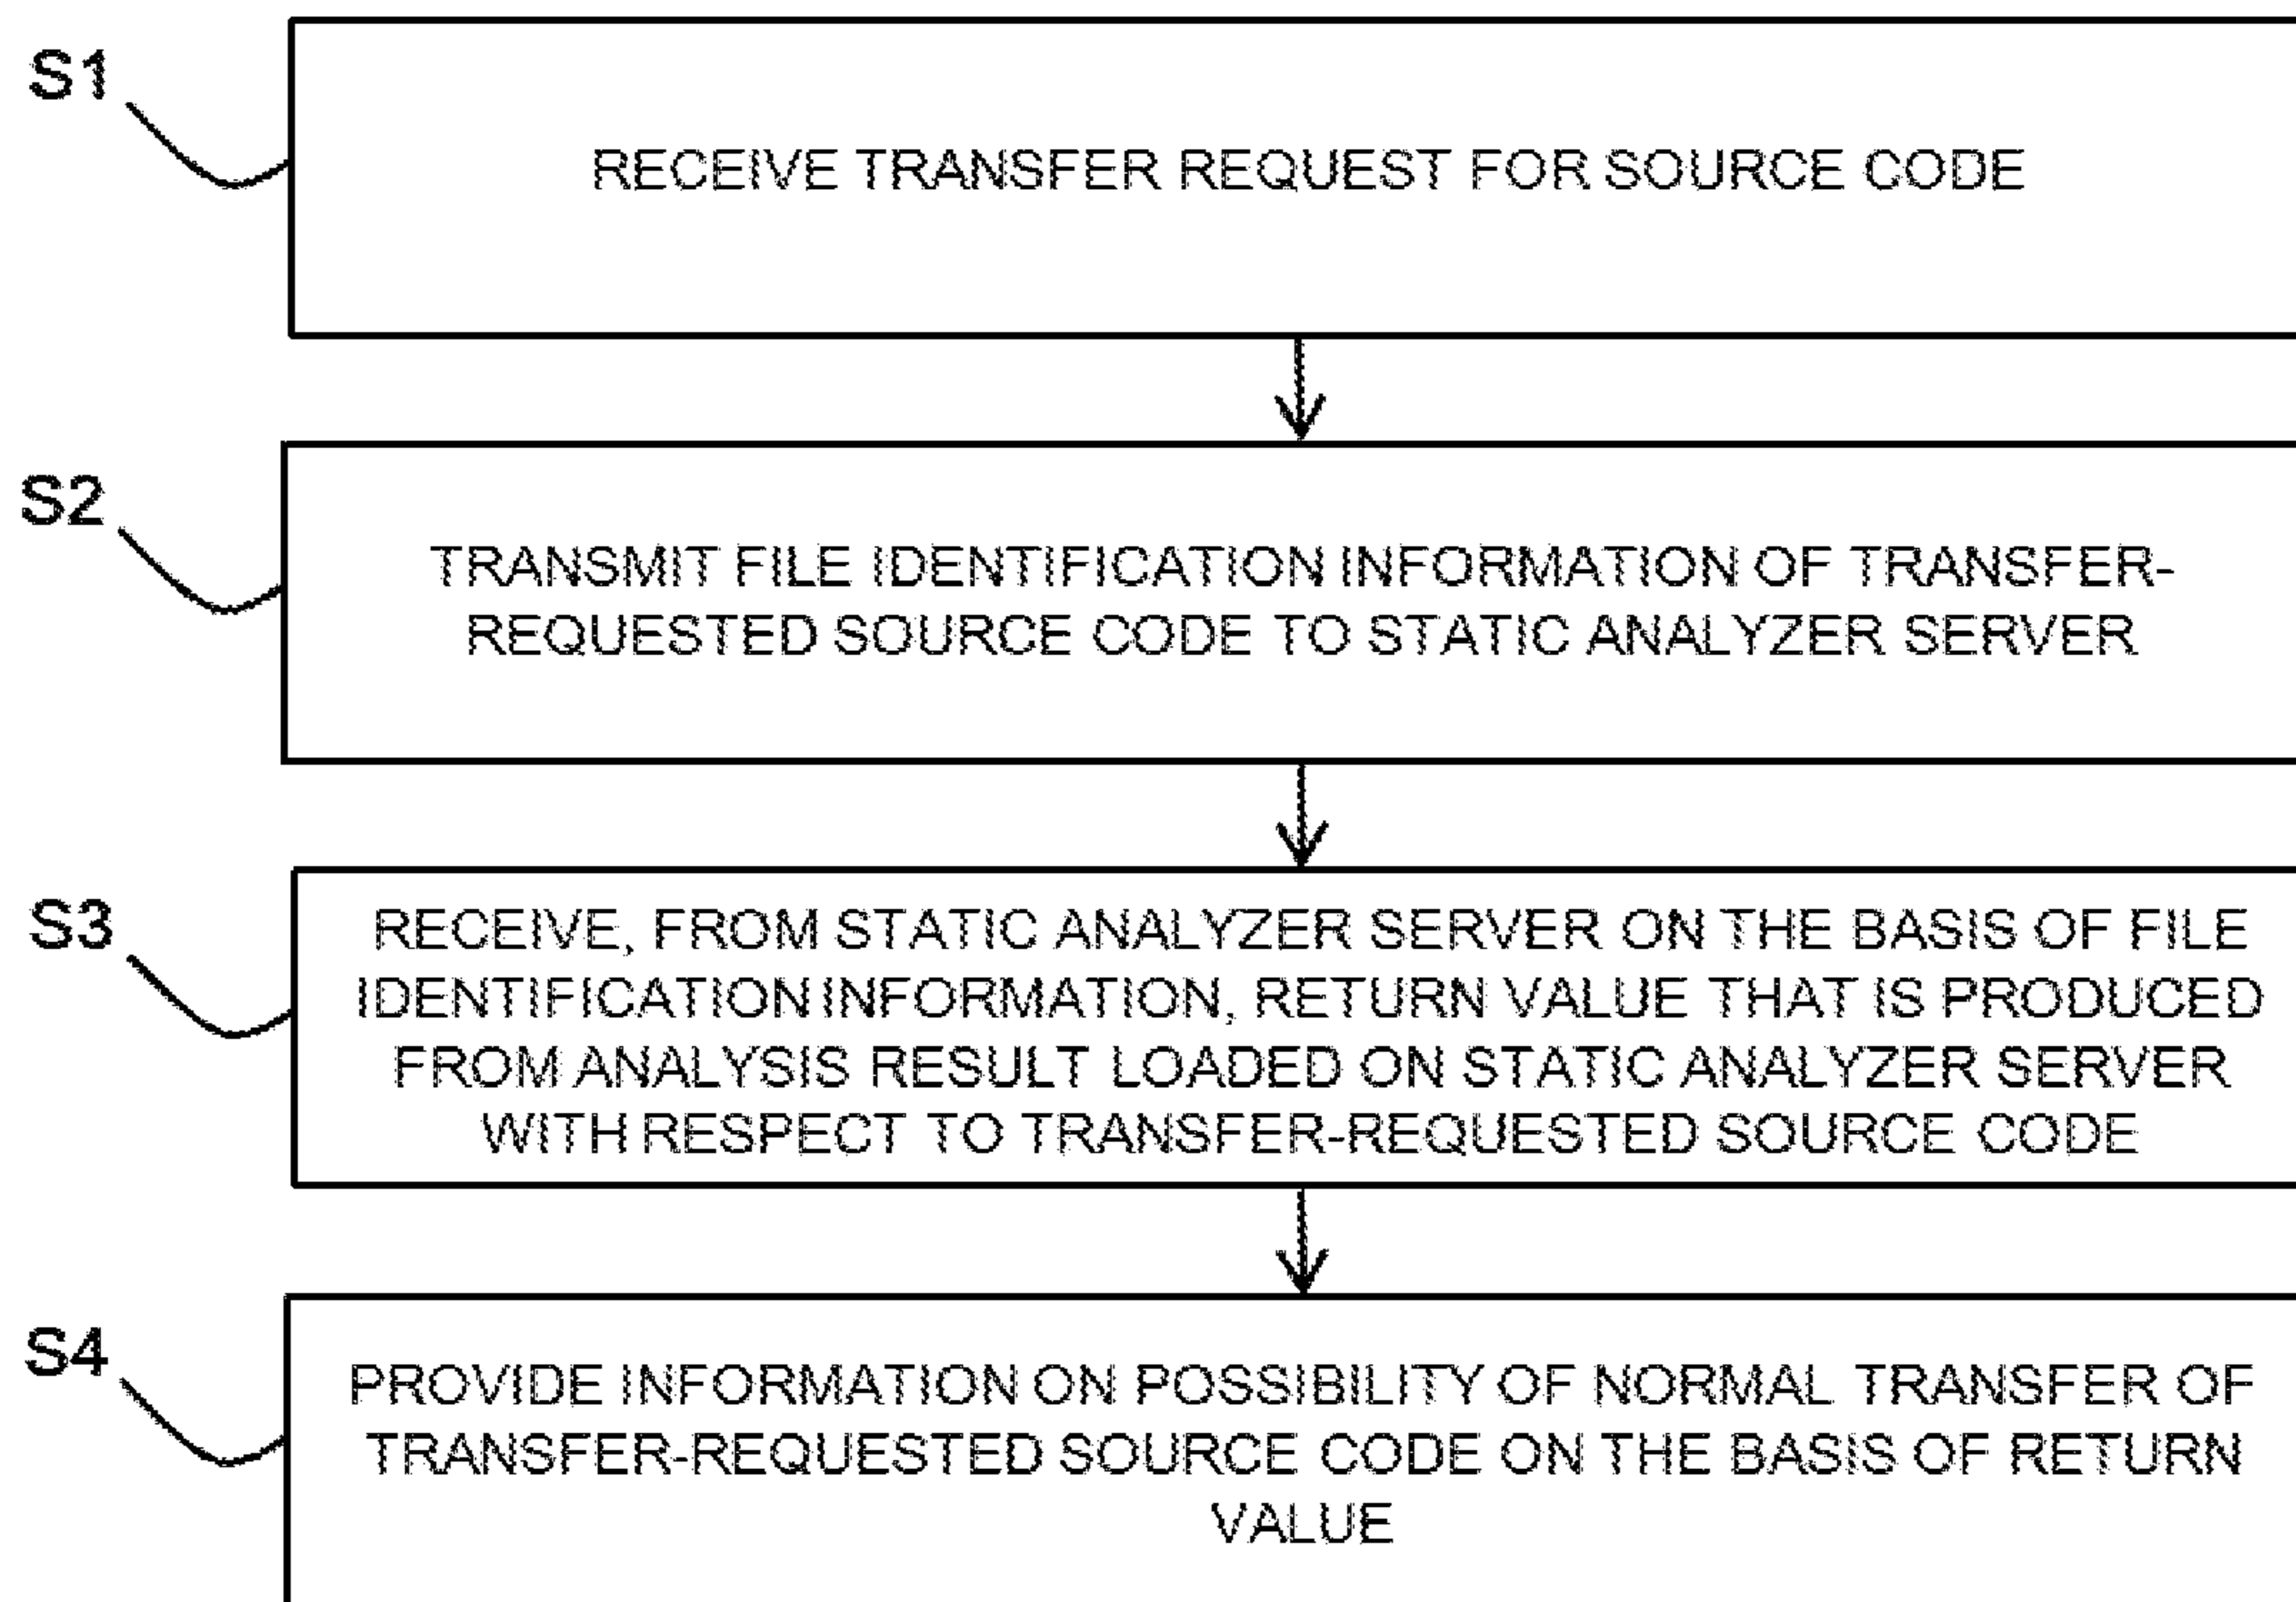 S1
RECEIVE TRANSFER REQUEST FOR SOURCE CODE
S2
TRANSMIT FILE IDENTIFICATION INFORMATION OF TRANSFER-
REQUESTED SOURCE CODE TO STATIC ANALYZER SERVER
S3
RECEIVE, FROM STATIC ANALYZER SERVER ON THE BASIS OF FILE
IDENTIFICATION INFORMATION, RETURN VALUE THAT IS PRODUCED
FROM ANALYSIS RESULT LOADED ON STATIC ANALYZER SERVER
WITH RESPECT TO TRANSFER-REQUESTED SOURCE CODE
S4
PROVIDE INFORMATION ON POSSIBILITY OF NORMAL TRANSFER OF
TRANSFER-REQUESTED SOURCE CODE ON THE BASIS OF RETURN
VALUE